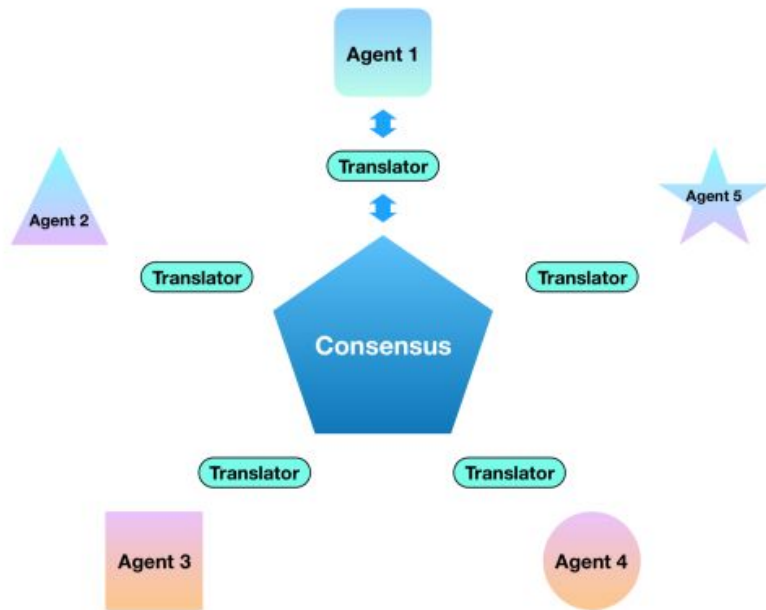 Agent 1
Translator
Agent 2
Agent 5
Translator
Translator
Consensus
Translator
Translator
Agent 3
Agent 4